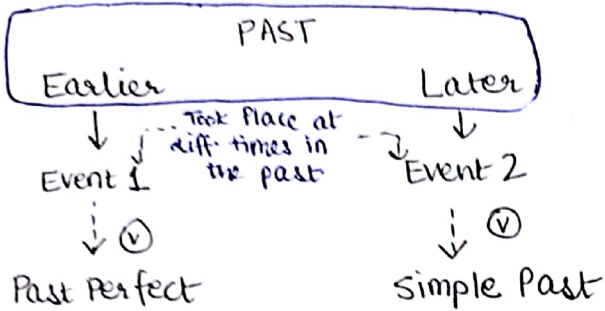 PAST
Earlier Later
Took Place at
diff. times in
the past
Event 1 Event 2
V V
Past Perfect Simple Past